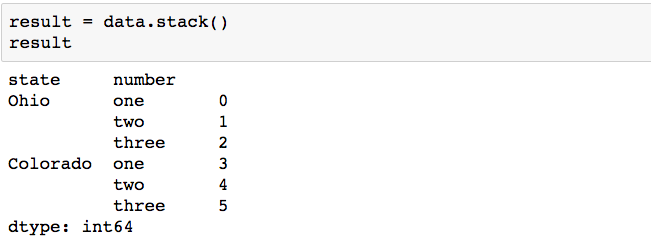 result = data.stack()
result
state     number
Ohio      one       0
          two       1
          three     2
Colorado  one       3
          two       4
          three     5
dtype: int64